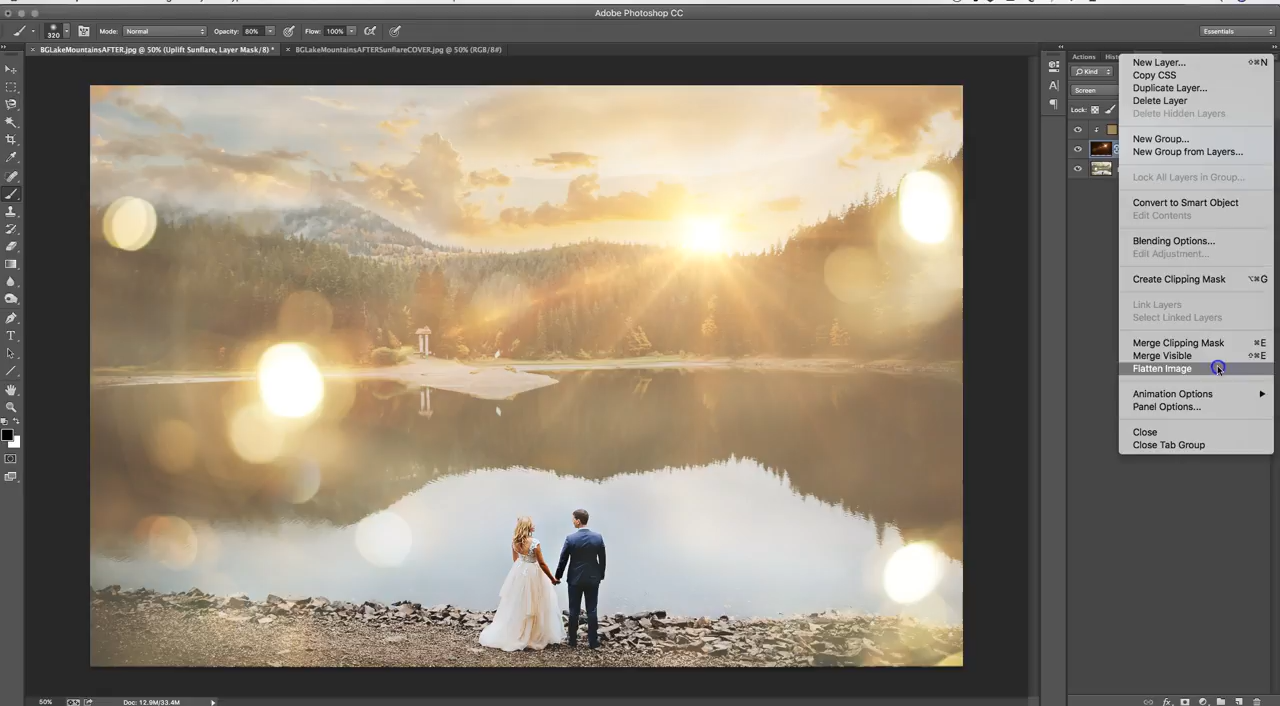 Adobe Photoshop CC
320
Mode: Normal
Opacity: 80%
Flow: 100%
Essentials
BGLakeMountainsAFTER.jpg @ 50% (Uplift Sunflare, Layer Mask/8) *
BGLakeMountainsAFTERSunflareCOVER.jpg @ 50% (RGB/8#)
Actions
Hist
Kind
Screen
Lock:
New Layer... ⇧⌘N
Copy CSS
Duplicate Layer...
Delete Layer
Delete Hidden Layers
New Group...
New Group from Layers...
Lock All Layers in Group...
Convert to Smart Object
Edit Contents
Blending Options...
Edit Adjustment...
Create Clipping Mask ⌥⌘G
Link Layers
Select Linked Layers
Merge Clipping Mask ⌘E
Merge Visible ⇧⌘E
Flatten Image
Animation Options
Panel Options...
Close
Close Tab Group
50%
Doc: 12.9M/33.4M